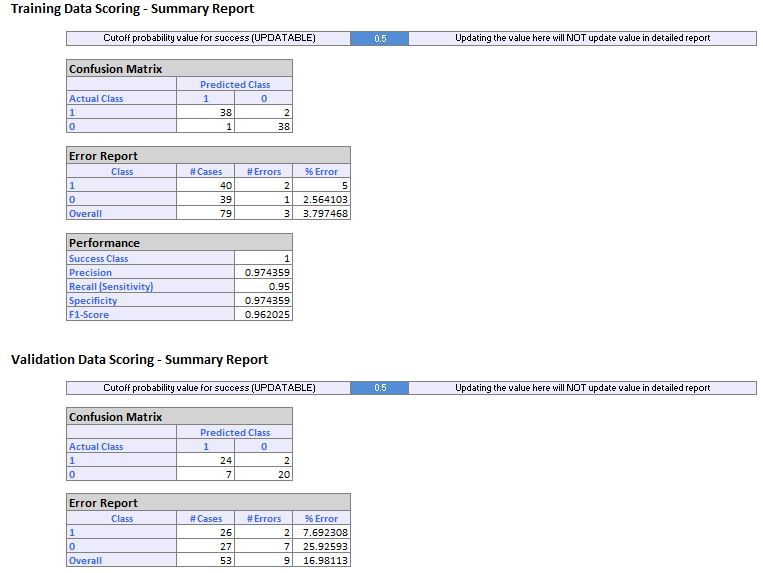 Training Data Scoring - Summary Report
Cutoff probability value for success (UPDATABLE) 0.5 Updating the value here will NOT update value in detailed report
Confusion Matrix
Predicted Class
Actual Class 1 0
1 38 2
0 1 38
Error Report
Class # Cases # Errors % Error
1 40 2 5
0 39 1 2.564103
Overall 79 3 3.797468
Performance
Success Class 1
Precision 0.974359
Recall (Sensitivity) 0.95
Specificity 0.974359
F1-Score 0.962025
Validation Data Scoring - Summary Report
Cutoff probability value for success (UPDATABLE) 0.5 Updating the value here will NOT update value in detailed report
Confusion Matrix
Predicted Class
Actual Class 1 0
1 24 2
0 7 20
Error Report
Class # Cases # Errors % Error
1 26 2 7.692308
0 27 7 25.92593
Overall 53 9 16.98113